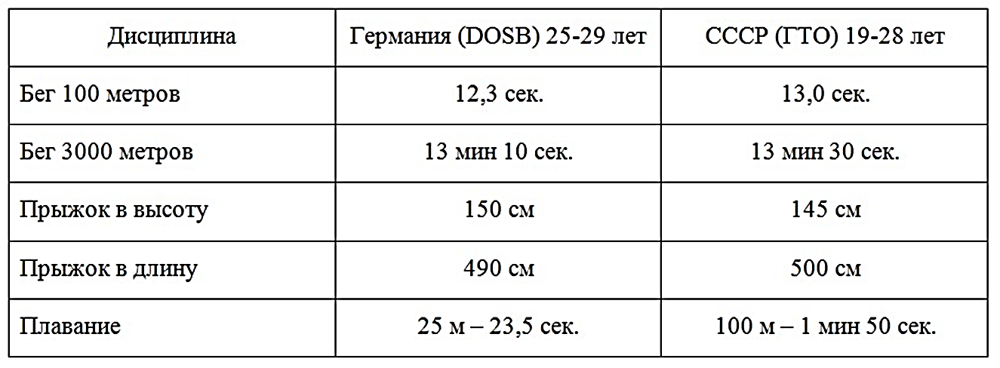 Дисциплина Германия (DOSB) 25-29 лет СССР (ГТО) 19-28 лет
Бег 100 метров 12,3 сек. 13,0 сек.
Бег 3000 метров 13 мин 10 сек. 13 мин 30 сек.
Прыжок в высоту 150 см 145 см
Прыжок в длину 490 см 500 см
Плавание 25 м – 23,5 сек. 100 м – 1 мин 50 сек.